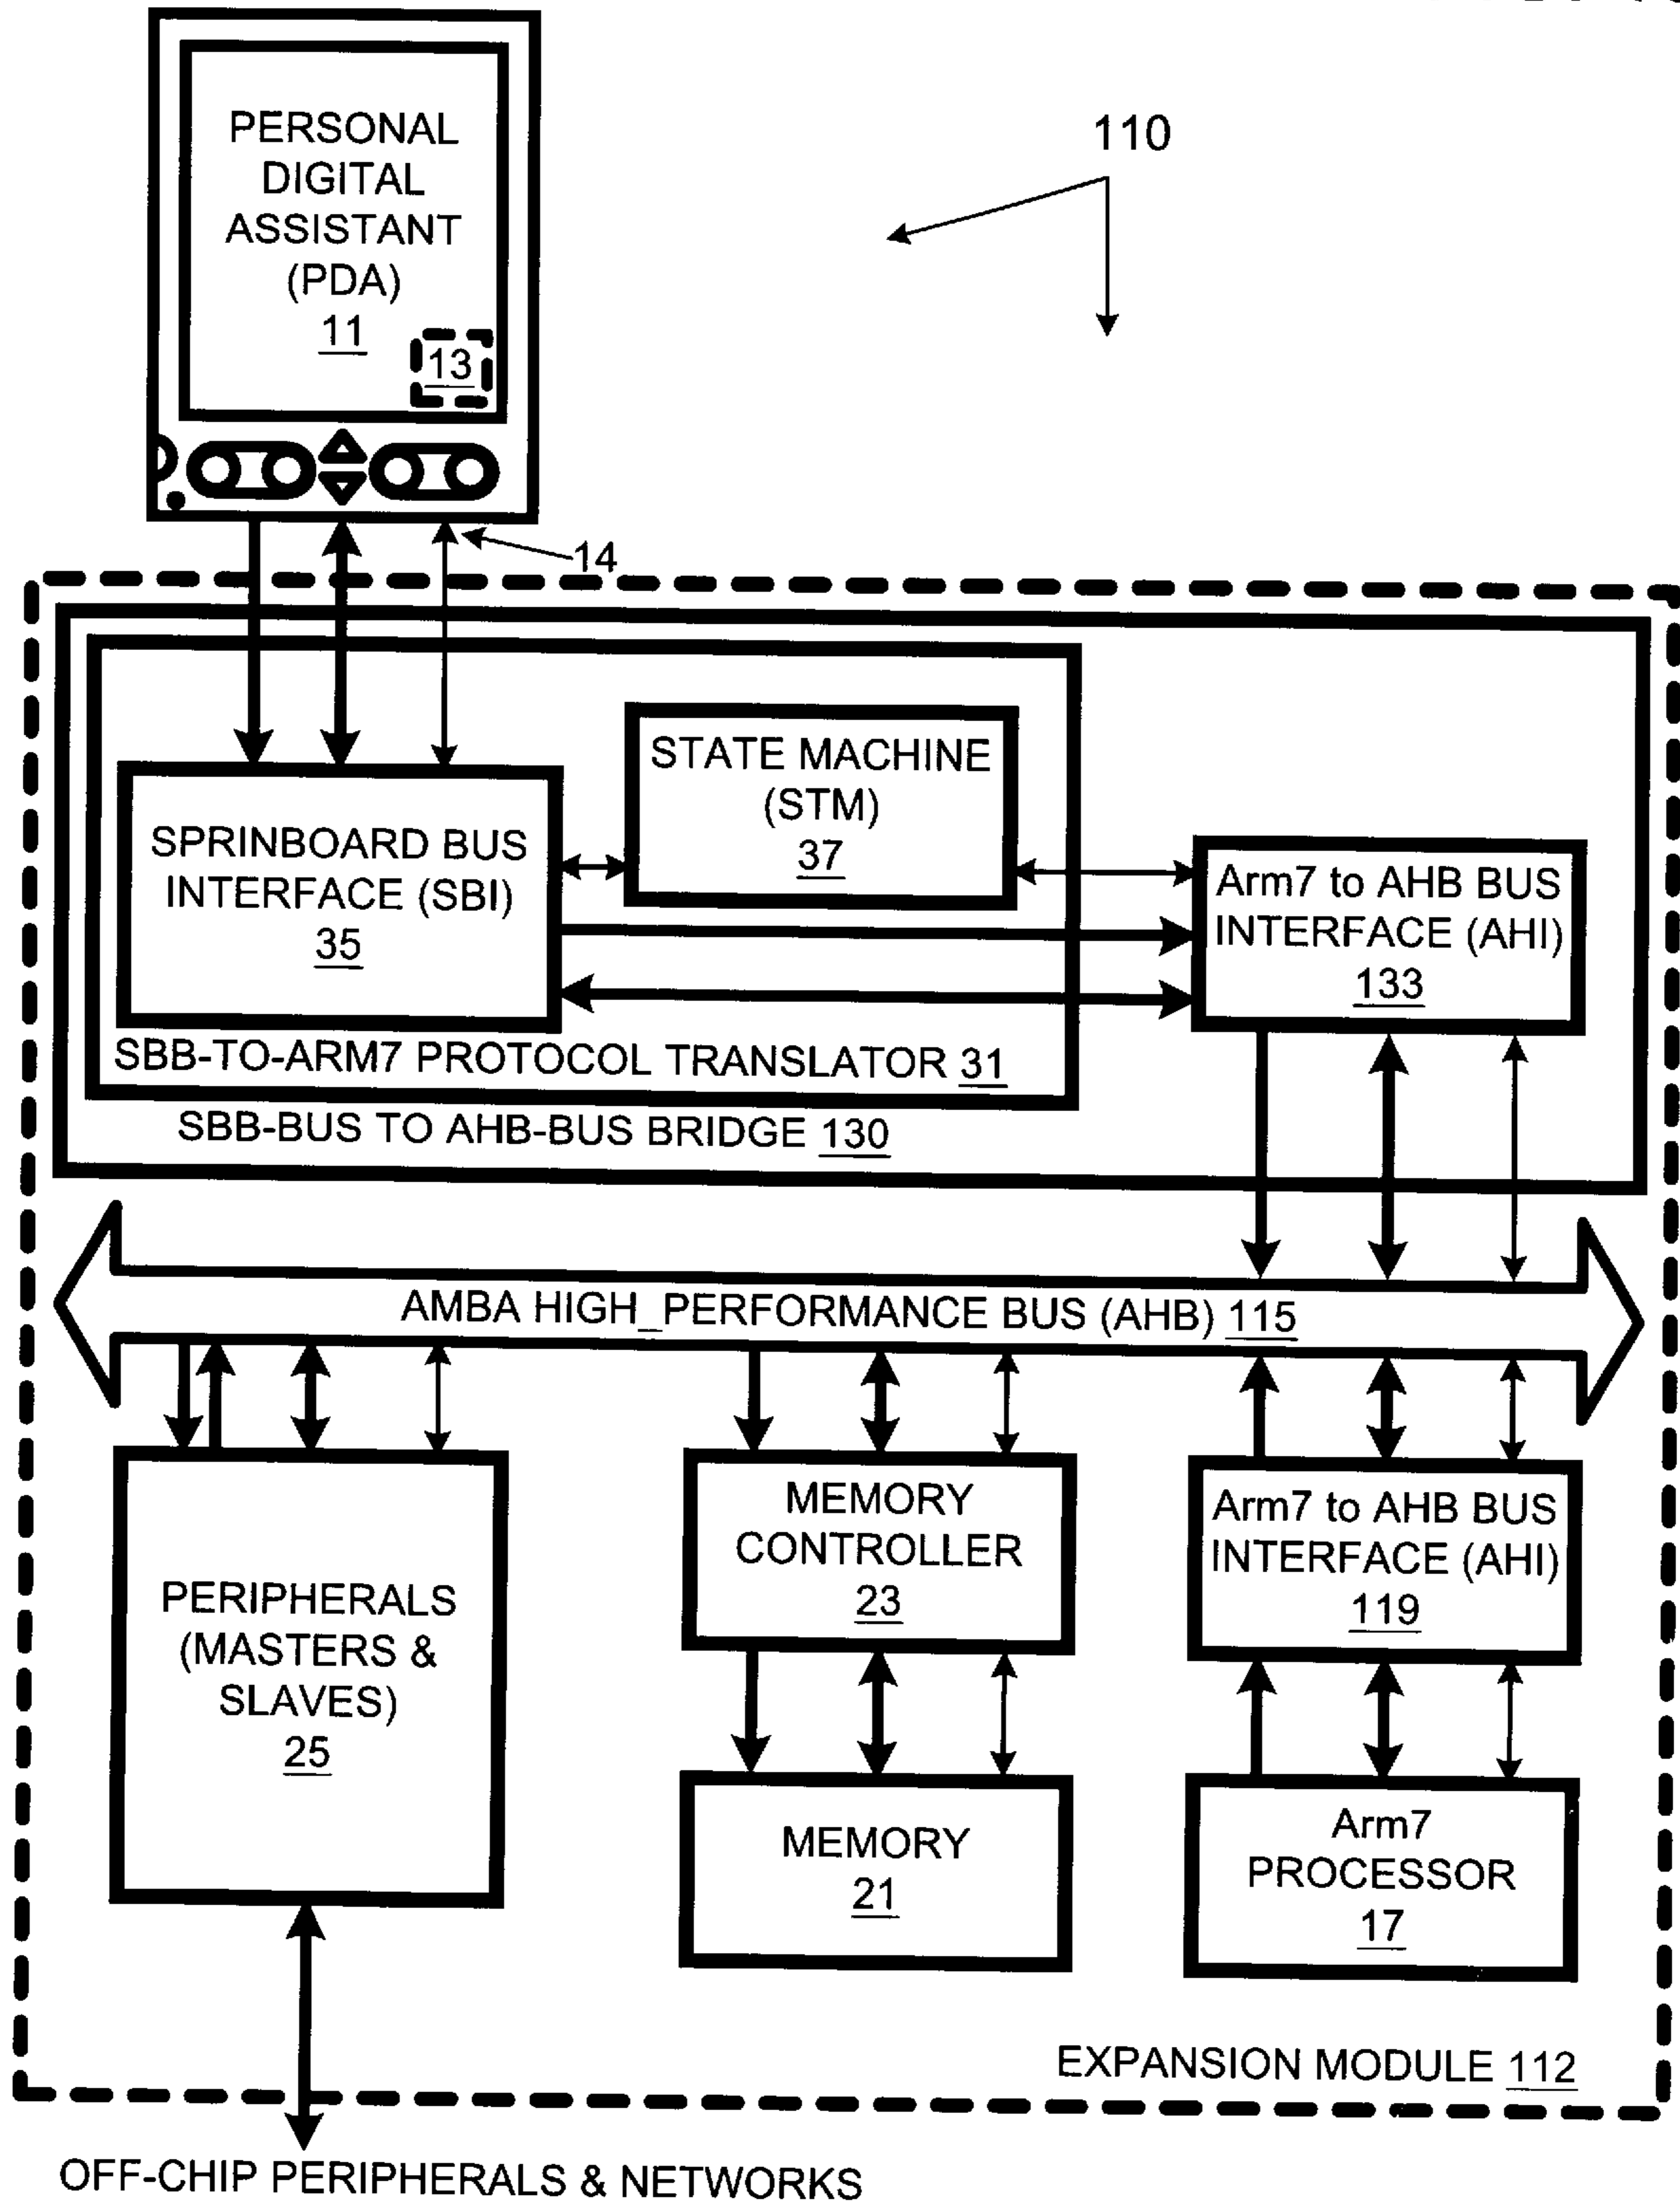 PERSONAL
DIGITAL
ASSISTANT
(PDA)
11
13
110
14
STATE MACHINE
(STM)
37
SPRINBOARD BUS
INTERFACE (SBI)
35
Arm7 to AHB BUS
INTERFACE (AHI)
133
SBB-TO-ARM7 PROTOCOL TRANSLATOR 31
SBB-BUS TO AHB-BUS BRIDGE 130
AMBA HIGH_PERFORMANCE BUS (AHB) 115
PERIPHERALS
(MASTERS &
SLAVES)
25
MEMORY
CONTROLLER
23
Arm7 to AHB BUS
INTERFACE (AHI)
119
MEMORY
21
Arm7
PROCESSOR
17
EXPANSION MODULE 112
OFF-CHIP PERIPHERALS & NETWORKS